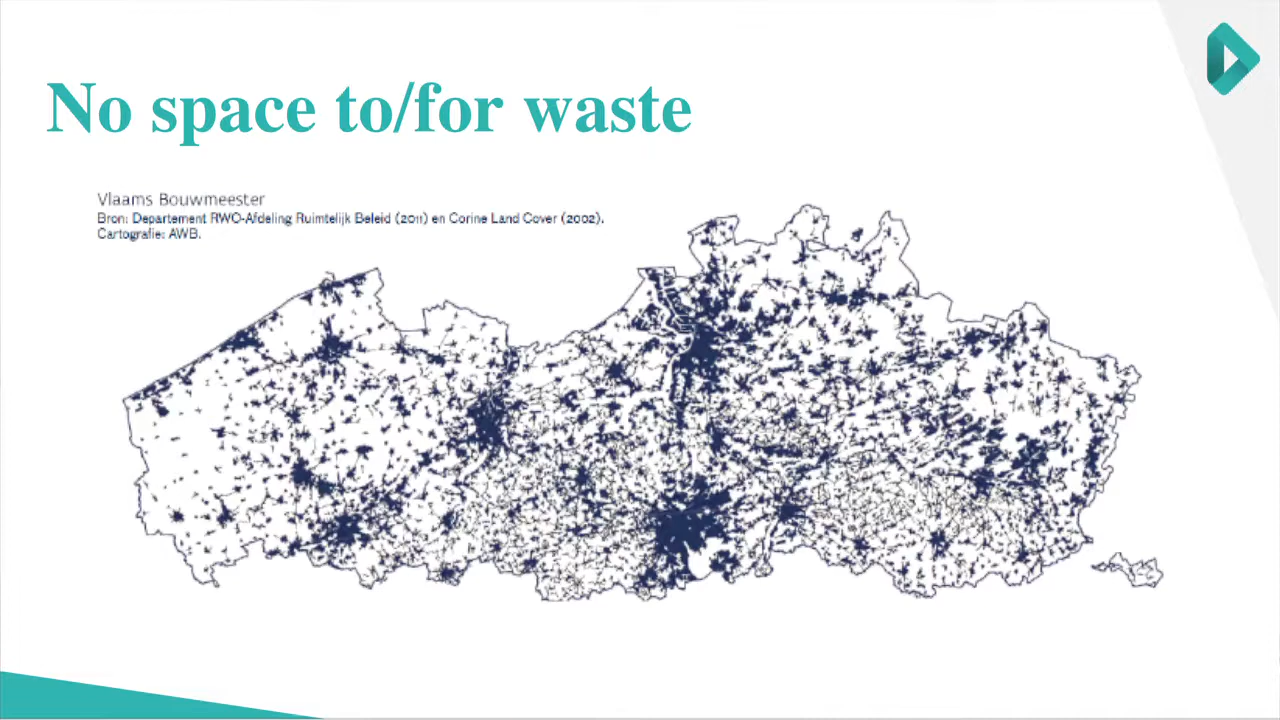 No space to/for waste
Vlaams Bouwmeester
Bron: Departement RWO-Afdeling Ruimtelijk Beleid (2011) en Corine Land Cover (2002).
Cartografie: AWB.